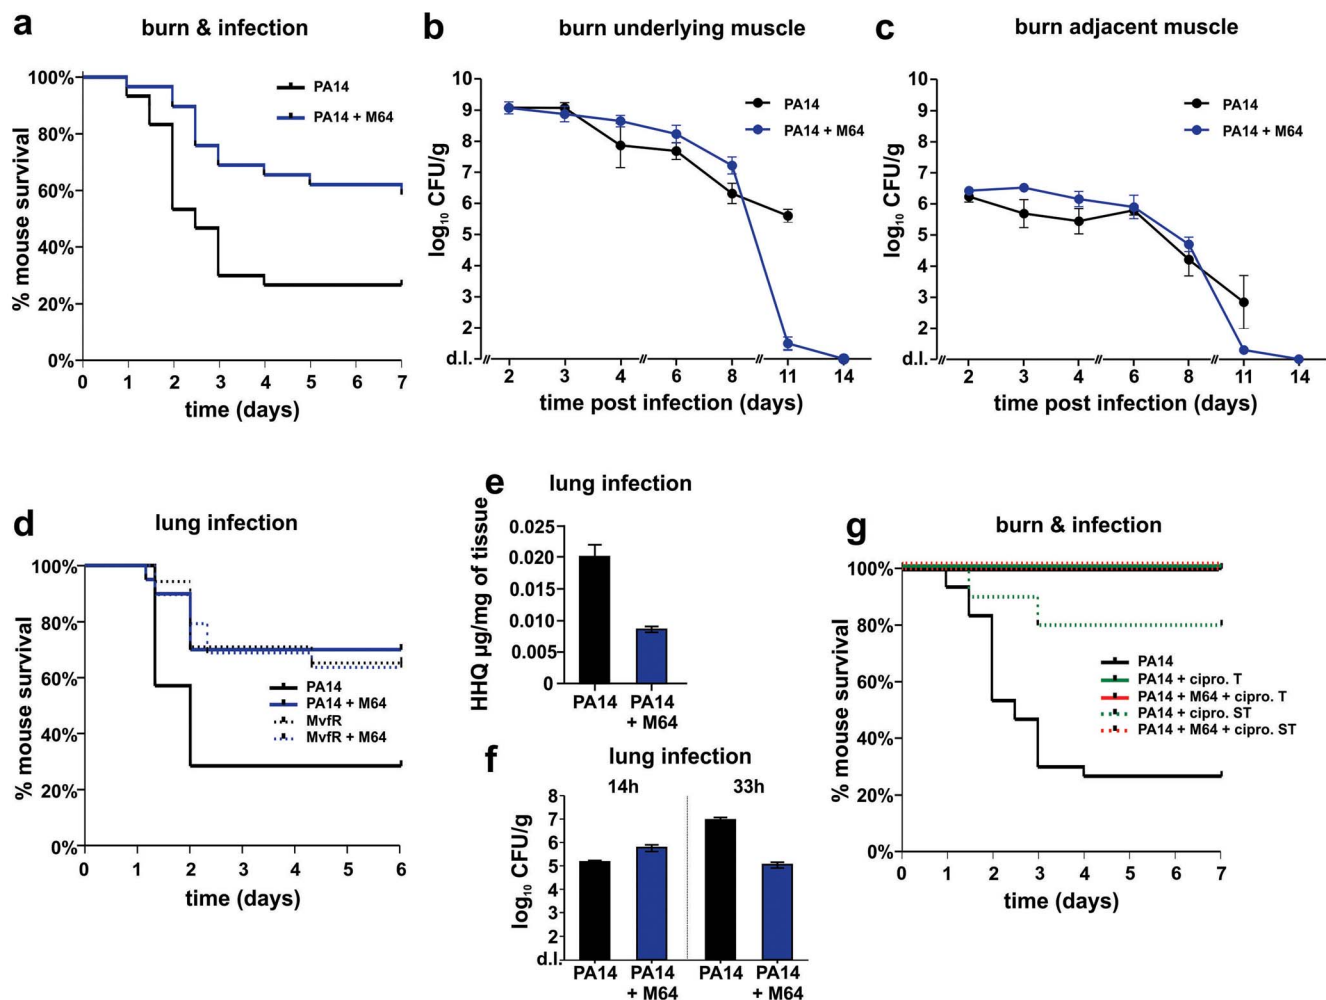 a
burn & infection
% mouse survival
100%
80%
60%
40%
20%
0%
PA14
PA14 + M64
0 1 2 3 4 5 6 7
time (days)
b
burn underlying muscle
log₁₀ CFU/g
10
9
8
7
6
5
4
3
2
d.l.
PA14
PA14 + M64
2 3 4 6 8 11 14
time post infection (days)
c
burn adjacent muscle
log₁₀ CFU/g
10
9
8
7
6
5
4
3
2
d.l.
PA14
PA14 + M64
2 3 4 6 8 11 14
time post infection (days)
d
lung infection
% mouse survival
100%
80%
60%
40%
20%
0%
PA14
PA14 + M64
MvfR
MvfR + M64
0 1 2 3 4 5 6
time (days)
e
lung infection
HHQ µg/mg of tissue
0.025
0.020
0.015
0.010
0.005
0
PA14
PA14
+ M64
f
lung infection
14h 33h
log₁₀ CFU/g
8
7
6
5
4
3
2
d.l.
PA14
PA14
+ M64
PA14
PA14
+ M64
g
burn & infection
% mouse survival
100%
80%
60%
40%
20%
0%
PA14
PA14 + cipro. T
PA14 + M64 + cipro. T
PA14 + cipro. ST
PA14 + M64 + cipro. ST
0 1 2 3 4 5 6 7
time (days)